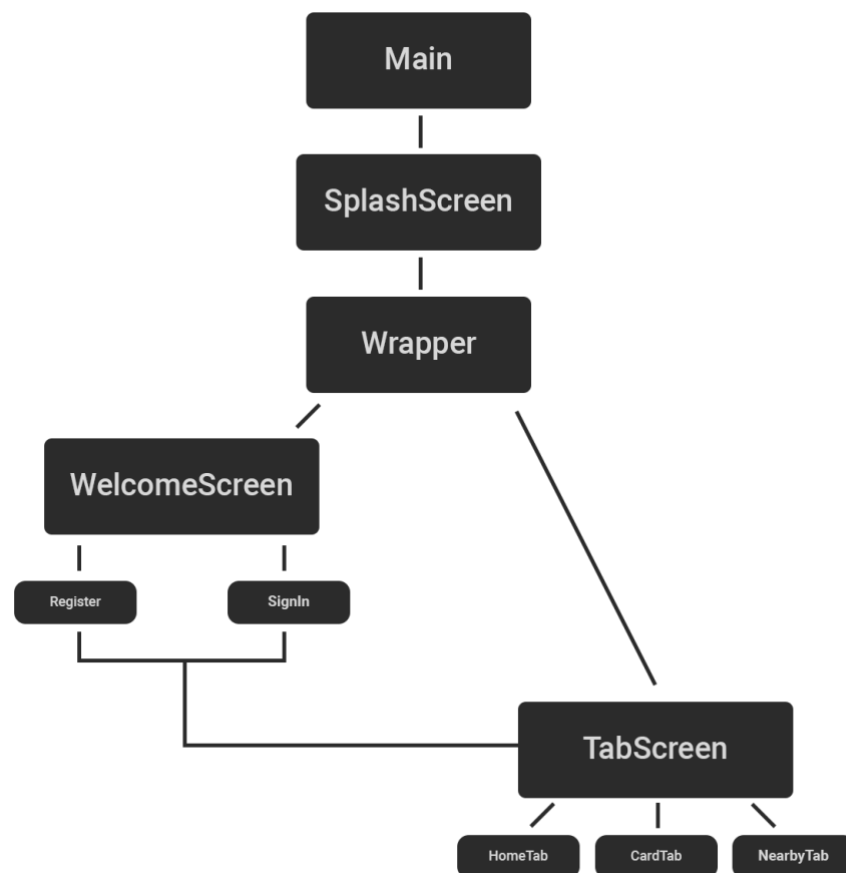 Main
SplashScreen
Wrapper
WelcomeScreen
Register
SignIn
TabScreen
HomeTab
CardTab
NearbyTab